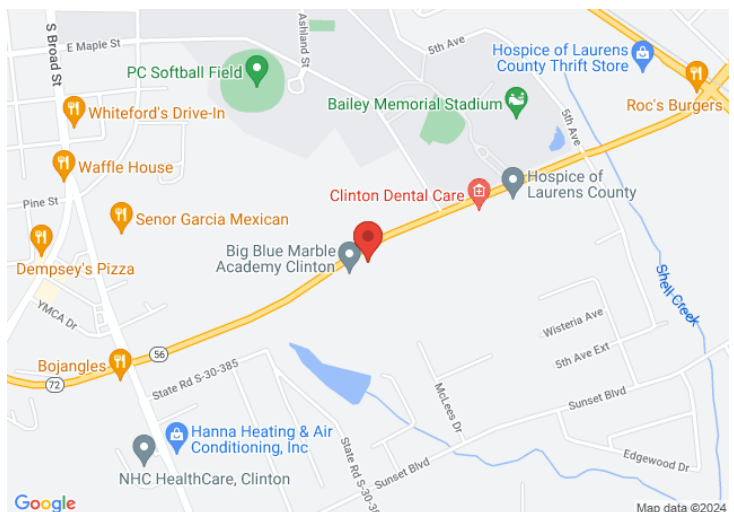 S Broad St
E Maple St
Ashland St
5th Ave
PC Softball Field
Hospice of Laurens
County Thrift Store
Roc's Burgers
Whiteford's Drive-In
Bailey Memorial Stadium
5th Ave
Waffle House
Hospice of
Laurens County
Clinton Dental Care
Pine St
Senor Garcia Mexican
Big Blue Marble
Academy Clinton
Dempsey's Pizza
Shell Creek
YMCA Dr
Wisteria Ave
56
Bojangles
5th Ave Ext
72
State Rd S-30-385
McLees Dr
Sunset Blvd
Hanna Heating & Air
Conditioning, Inc
State Rd S-30-38
Edgewood Dr
Sunset Blvd
NHC HealthCare, Clinton
Google
Map data ©2024